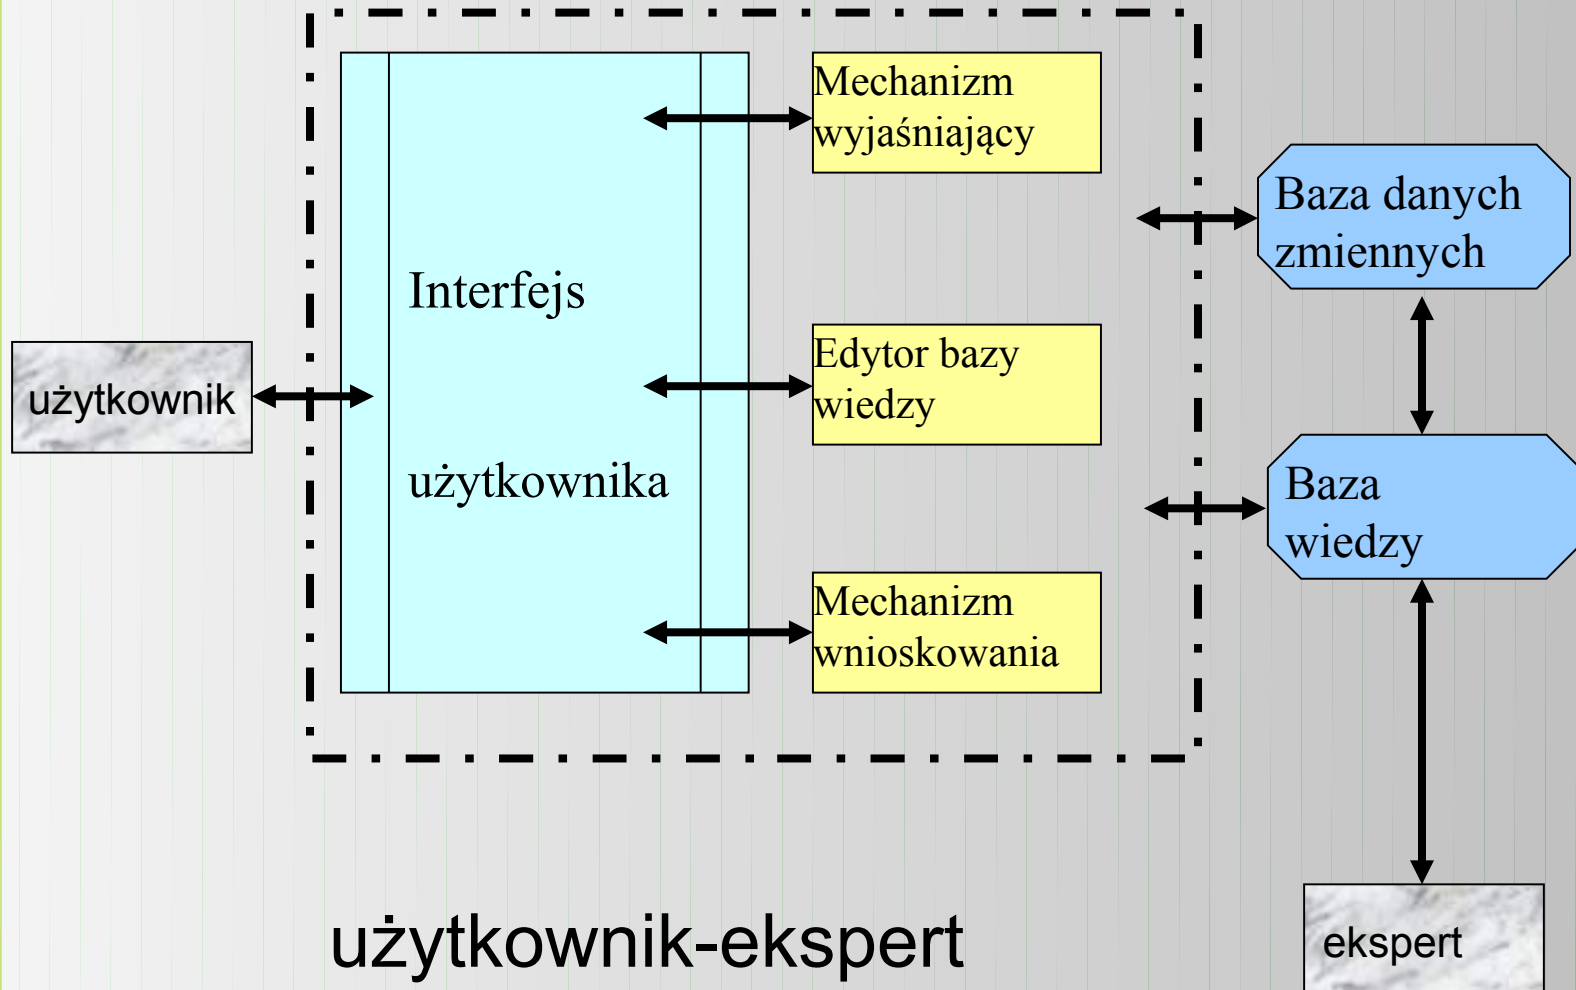 Mechanizm
wyjaśniający
Baza danych
zmiennych
Interfejs
użytkownika
Edytor bazy
wiedzy
użytkownik
Baza
wiedzy
Mechanizm
wnioskowania
użytkownik-ekspert
ekspert